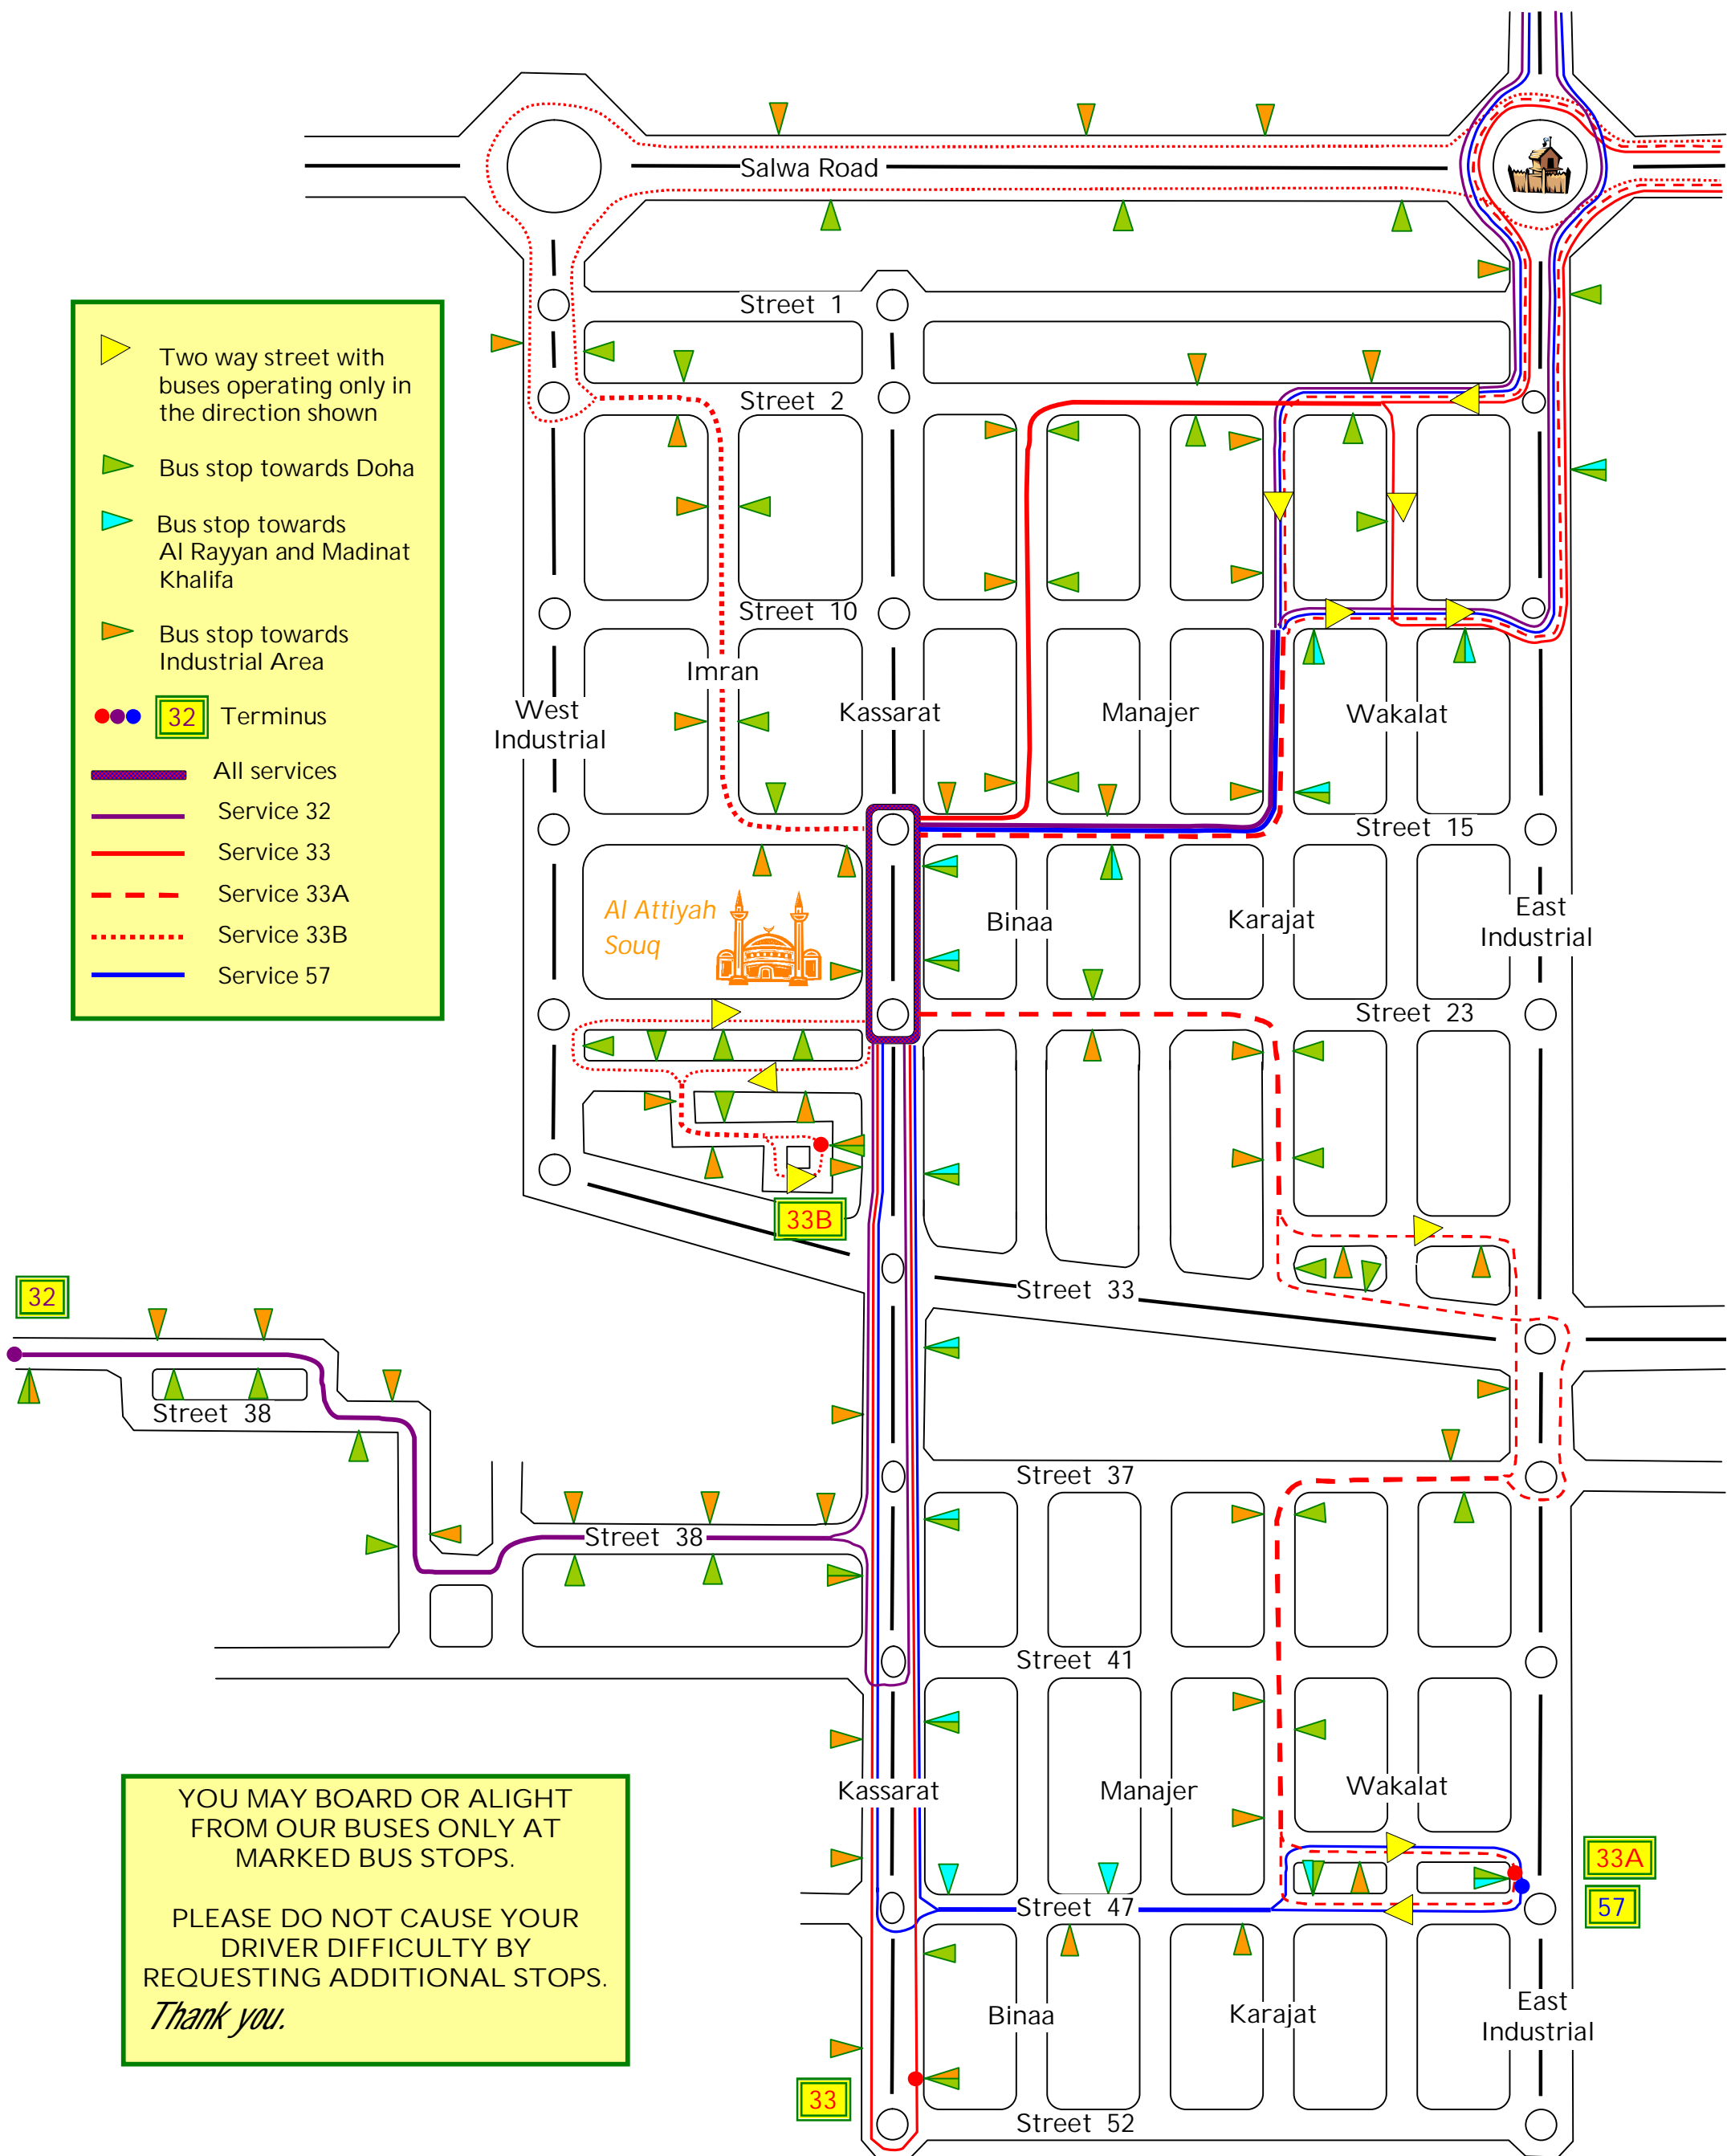 Salwa Road
Street 1
Two way street with
buses operating only in
the direction shown
Street 2
Bus stop towards Doha
Bus stop towards
Al Rayyan and Madinat
Khalifa
Street 10
Bus stop towards
Industrial Area
Imran
32
Terminus
West
Industrial
Kassarat
Manajer
Wakalat
All services
Service 32
Street 15
Service 33
Service 33A
Al Attiyah
Souq
Binaa
Karajat
East
Industrial
Service 33B
Service 57
Street 23
33B
32
Street 33
Street 38
Street 37
Street 38
Street 41
YOU MAY BOARD OR ALIGHT
FROM OUR BUSES ONLY AT
MARKED BUS STOPS.
PLEASE DO NOT CAUSE YOUR
DRIVER DIFFICULTY BY
REQUESTING ADDITIONAL STOPS.
Thank you.
Kassarat
Manajer
Wakalat
33A
57
Street 47
Binaa
Karajat
East
Industrial
33
Street 52